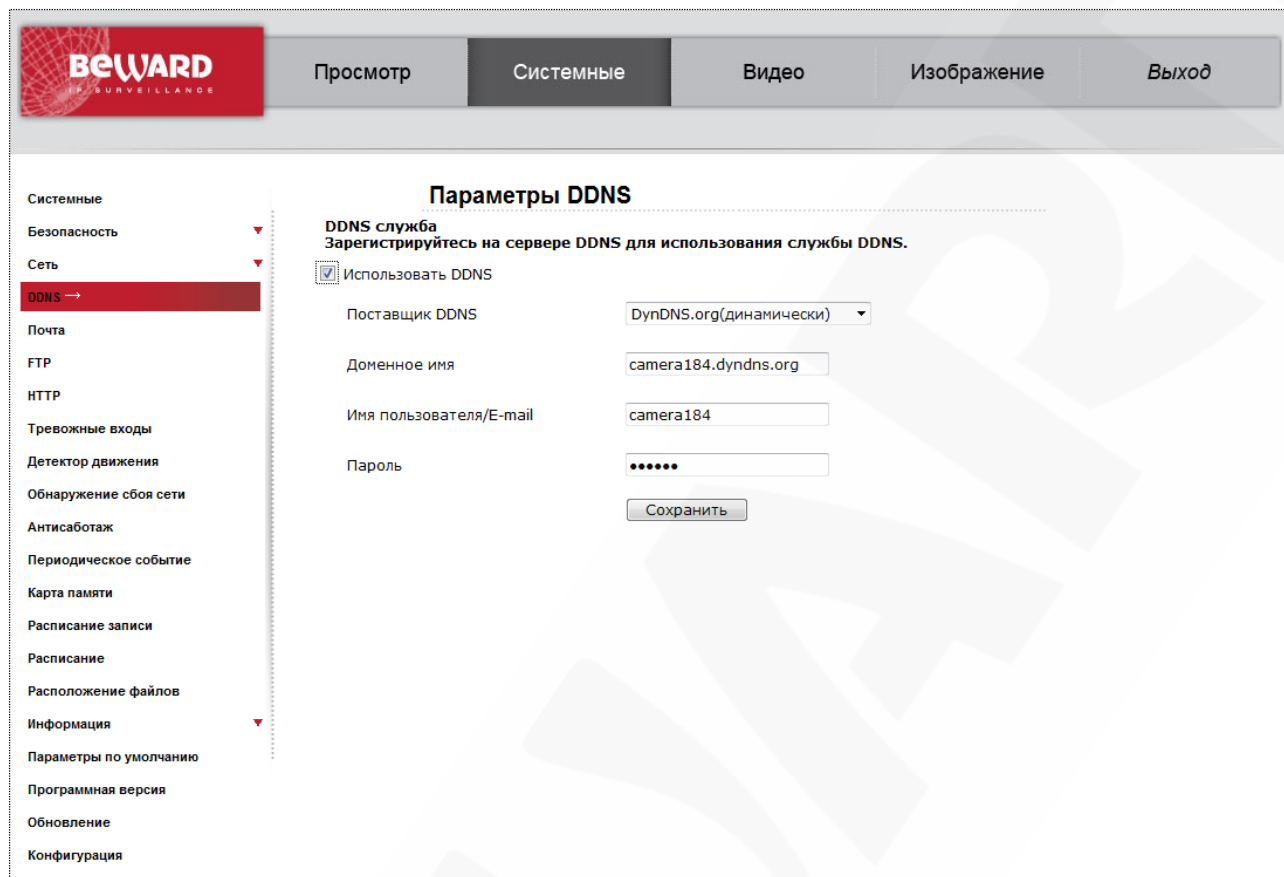 BEWARD
IP SURVEILLANCE
Просмотр
Системные
Видео
Изображение
Выход
Системные
Безопасность
Сеть
DDNS →
Почта
FTP
HTTP
Тревожные входы
Детектор движения
Обнаружение сбоя сети
Антисаботаж
Периодическое событие
Карта памяти
Расписание записи
Расписание
Расположение файлов
Информация
Параметры по умолчанию
Программная версия
Обновление
Конфигурация
Параметры DDNS
DDNS служба
Зарегистрируйтесь на сервере DDNS для использования службы DDNS.
Использовать DDNS
Поставщик DDNS DynDNS.org(динамически)
Доменное имя camera184.dyndns.org
Имя пользователя/E-mail camera184
Пароль ••••••
Сохранить